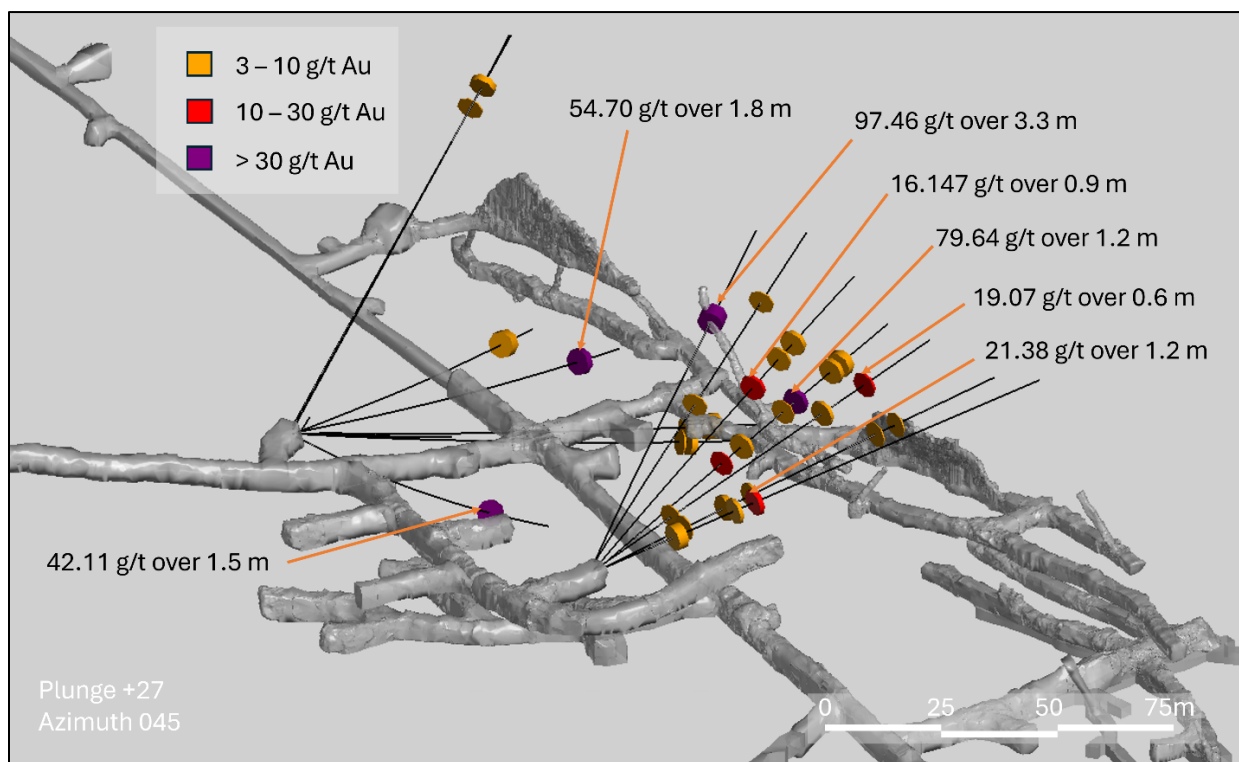 3 – 10 g/t Au
10 – 30 g/t Au
> 30 g/t Au
54.70 g/t over 1.8 m
97.46 g/t over 3.3 m
16.147 g/t over 0.9 m
79.64 g/t over 1.2 m
19.07 g/t over 0.6 m
21.38 g/t over 1.2 m
42.11 g/t over 1.5 m
Plunge +27
Azimuth 045
0 25 50 75m